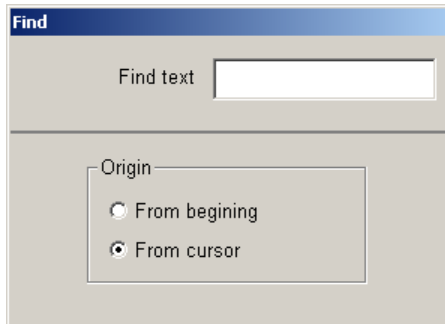 Find
Find text
Origin
From begining
From cursor